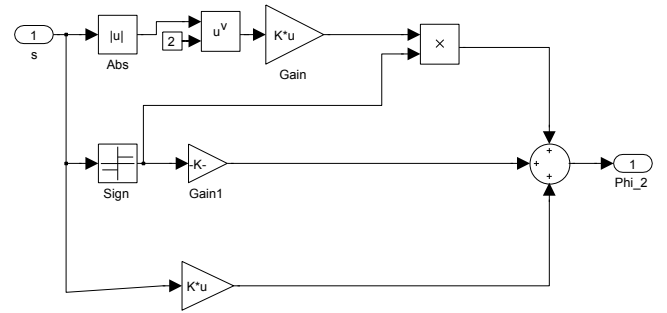 1
s
|u|
Abs
2
u^v
K*u
Gain
×
Sign
-K-
Gain1
+
+
+
1
Phi_2
K*u